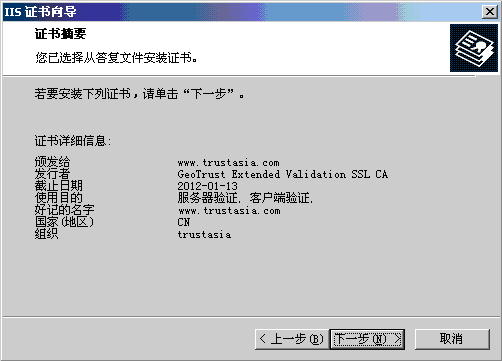 IIS 证书向导
证书摘要
您已选择从答复文件安装证书。
若要安装下列证书，请单击“下一步”。
证书详细信息:
颁发给 www.trustasia.com
发行者 GeoTrust Extended Validation SSL CA
截止日期 2012-01-13
使用目的 服务器验证, 客户端验证,
好记的名字 www.trustasia.com
国家(地区) CN
组织 trustasia
< 上一步(B) 下一步(N) > 取消